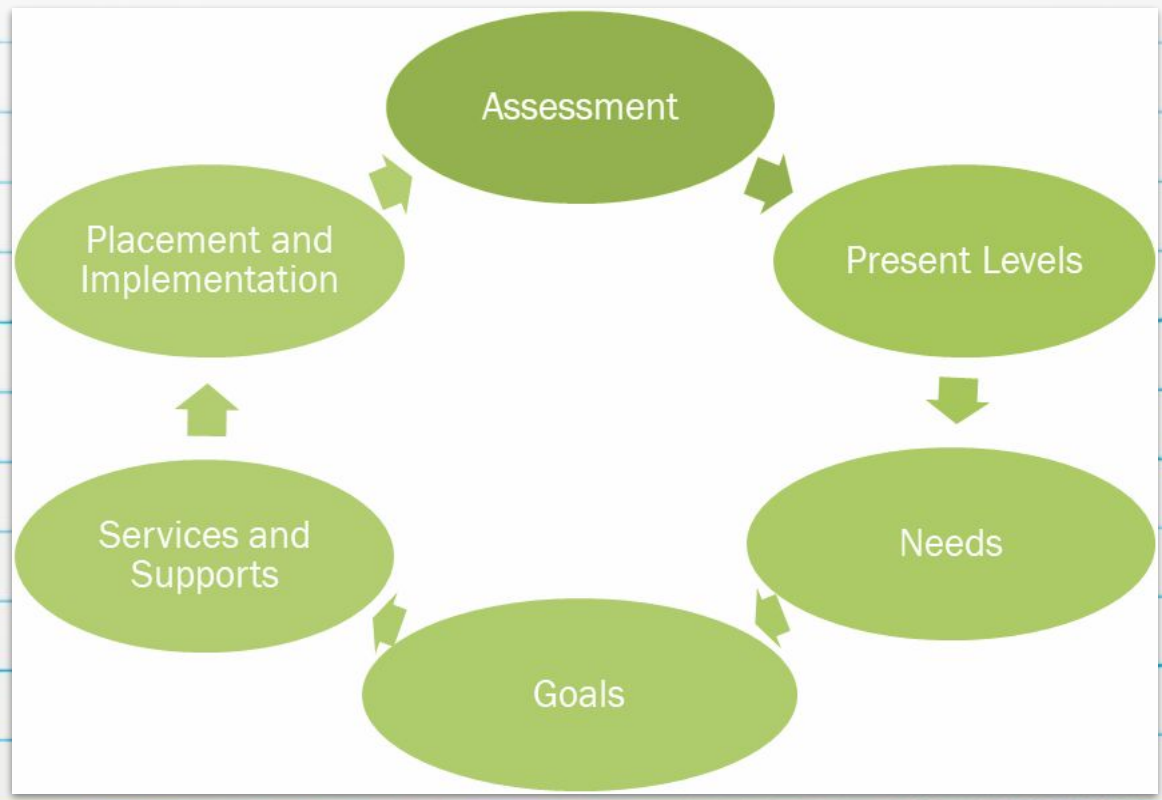 Assessment
Present Levels
Needs
Goals
Services and
Supports
Placement and
Implementation